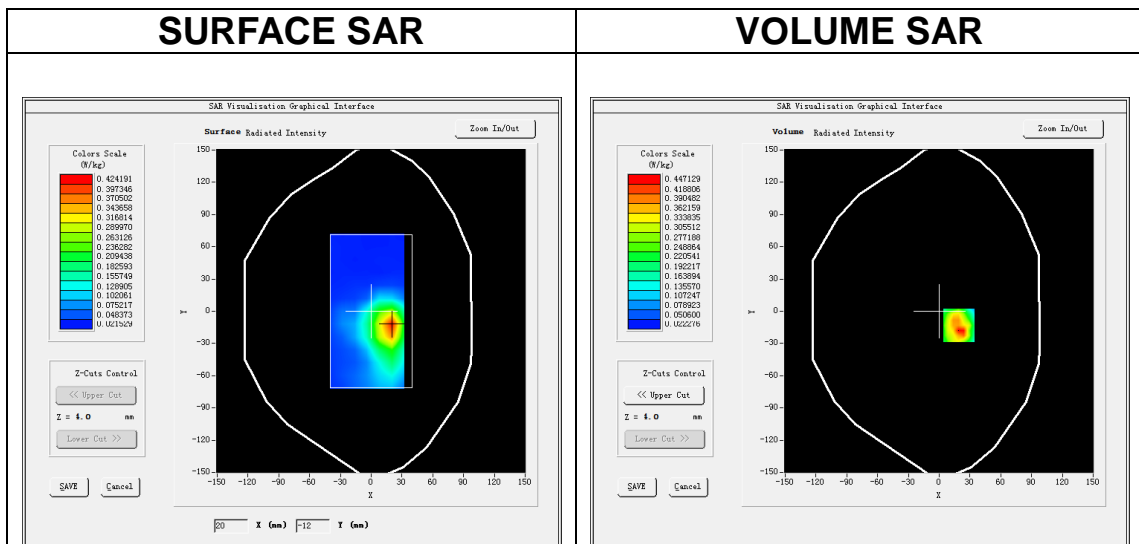 SURFACE SAR
VOLUME SAR
SAR Visualisation Graphical Interface
Surface Radiated Intensity
Zoom In/Out
Colors Scale
(W/kg)
0.424191
0.397346
0.370502
0.343658
0.316814
0.289970
0.263126
0.236282
0.209438
0.182593
0.155749
0.128905
0.102061
0.075217
0.048373
0.021529
150
120
90
60
30
0
-30
-60
-90
-120
-150
Y
-150 -120 -90 -60 -30 0 30 60 90 120 150
X
Z-Cuts Control
<< Upper Cut
Z = 4.0 mm
Lower Cut >>
SAVE Cancel
20 X (mm) -12 Y (mm)
SAR Visualisation Graphical Interface
Volume Radiated Intensity
Zoom In/Out
Colors Scale
(W/kg)
0.447129
0.418806
0.390482
0.362159
0.333835
0.305512
0.277188
0.248864
0.220541
0.192217
0.163894
0.135570
0.107247
0.078923
0.050600
0.022276
150
120
90
60
30
0
-30
-60
-90
-120
-150
Y
-150 -120 -90 -60 -30 0 30 60 90 120 150
X
Z-Cuts Control
<< Upper Cut
Z = 4.0 mm
Lower Cut >>
SAVE Cancel